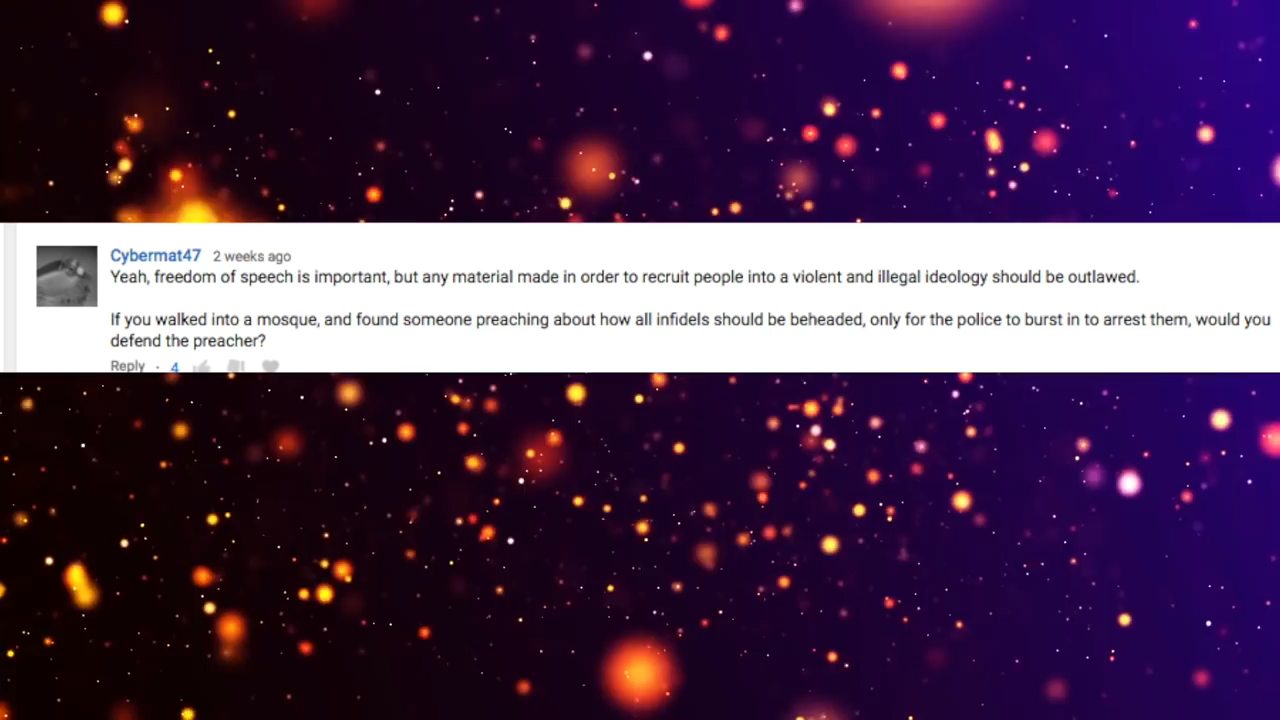 Cybermat47 2 weeks ago
Yeah, freedom of speech is important, but any material made in order to recruit people into a violent and illegal ideology should be outlawed.
If you walked into a mosque, and found someone preaching about how all infidels should be beheaded, only for the police to burst in to arrest them, would you
defend the preacher?
Reply · 4